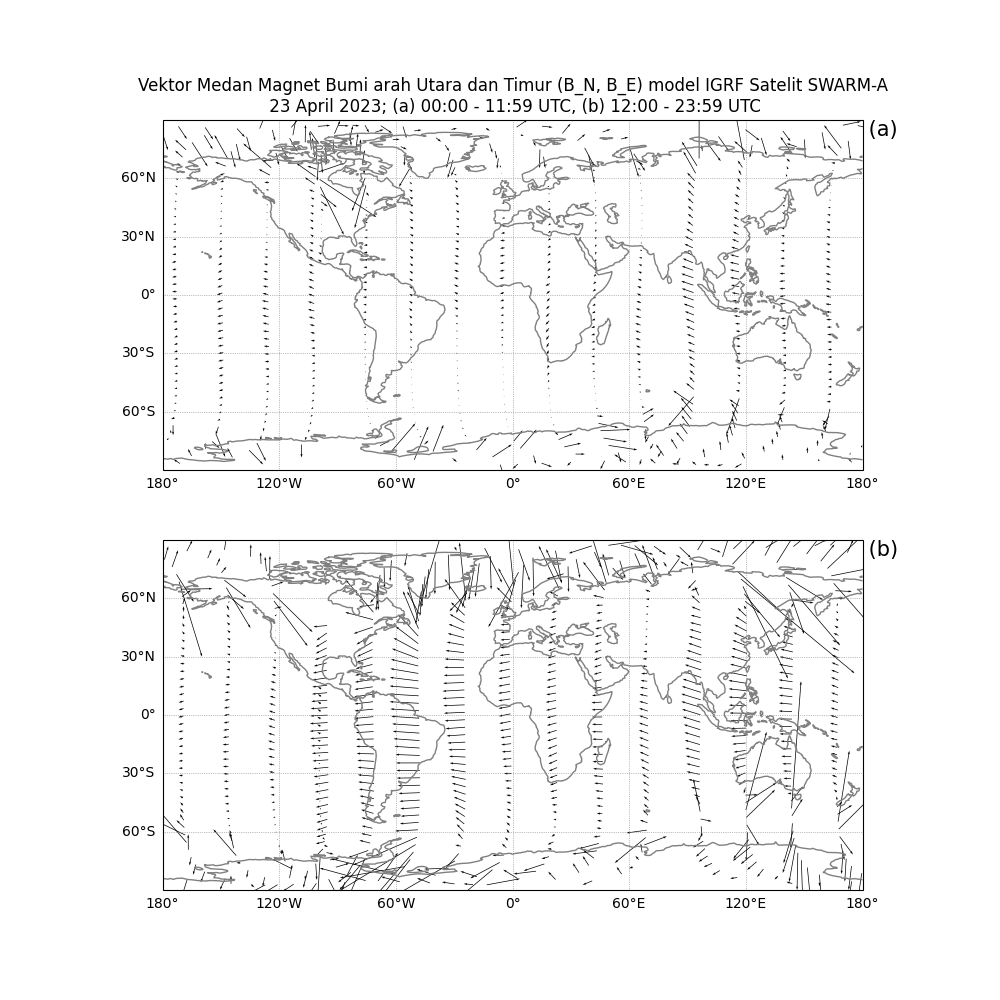 Vektor Medan Magnet Bumi arah Utara dan Timur (B_N, B_E) model IGRF Satelit SWARM-A
23 April 2023; (a) 00:00 - 11:59 UTC, (b) 12:00 - 23:59 UTC
(a)
60°N
30°N
0°
30°S
60°S
180° 120°W 60°W 0° 60°E 120°E 180°
(b)
60°N
30°N
0°
30°S
60°S
180° 120°W 60°W 0° 60°E 120°E 180°